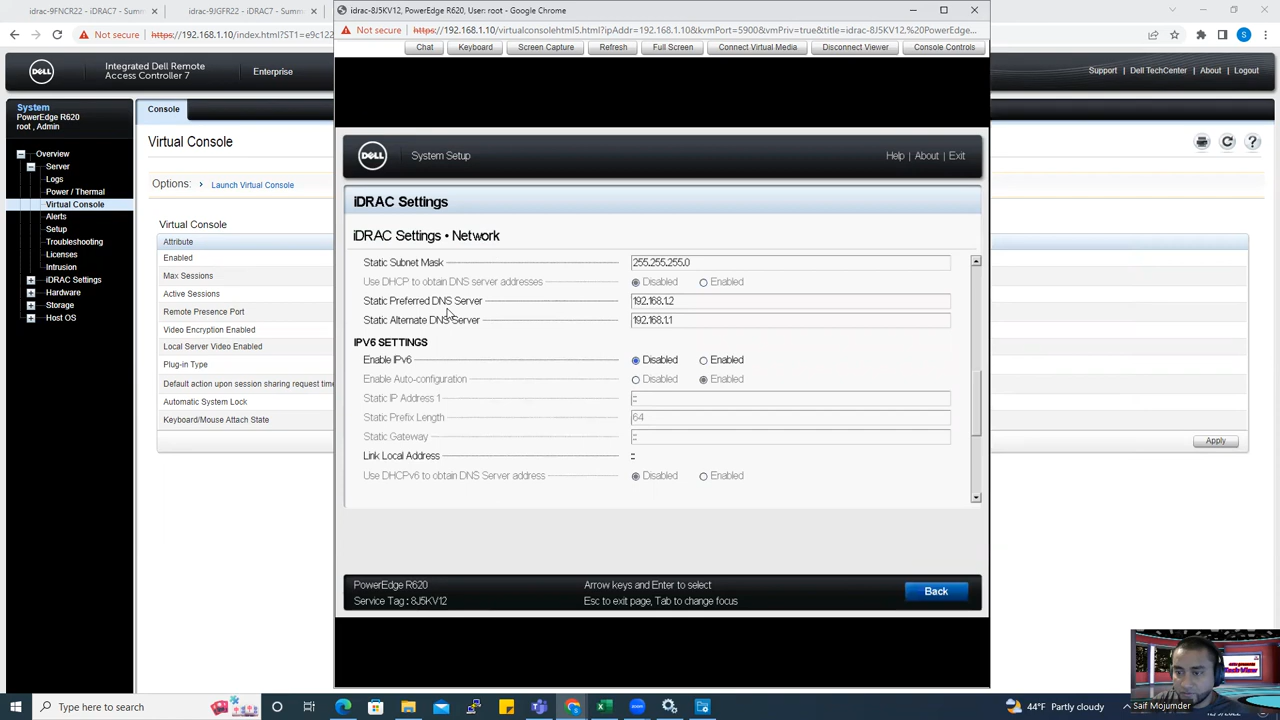 idrac-9FNCR22 - iDRAC7 - Summ
idrac-9JGFR22 - iDRAC7 - Summ
idrac-8J5KV12, PowerEdge R620, User: root - Google Chrome
Not secure
https://192.168.1.10/index.html?ST1=e9c121
Not secure
https://192.168.1.10/virtualconsolehtml5.html?ipAddr=192.168.1.10&kvmPort=5900&vmPriv=true&title=idrac-8J5KV12,%20PowerEdge...
Chat
Keyboard
Screen Capture
Refresh
Full Screen
Connect Virtual Media
Disconnect Viewer
Console Controls
DELL
Integrated Dell Remote
Access Controller 7
Enterprise
Support | Dell TechCenter | About | Logout
System
PowerEdge R620
root , Admin
Overview
Server
Logs
Power / Thermal
Virtual Console
Alerts
Setup
Troubleshooting
Licenses
Intrusion
iDRAC Settings
Hardware
Storage
Host OS
Console
Virtual Console
Options:
Launch Virtual Console
Virtual Console
Attribute
Enabled
Max Sessions
Active Sessions
Remote Presence Port
Video Encryption Enabled
Local Server Video Enabled
Plug-in Type
Default action upon session sharing request time
Automatic System Lock
Keyboard/Mouse Attach State
Apply
DELL
System Setup
Help | About | Exit
iDRAC Settings
iDRAC Settings • Network
Static Subnet Mask 255.255.255.0
Use DHCP to obtain DNS server addresses Disabled Enabled
Static Preferred DNS Server 192.168.1.2
Static Alternate DNS Server 192.168.1.1
IPV6 SETTINGS
Enable IPv6 Disabled Enabled
Enable Auto-configuration Disabled Enabled
Static IP Address 1 ::
Static Prefix Length 64
Static Gateway ::
Link Local Address ::
Use DHCPv6 to obtain DNS Server address Disabled Enabled
PowerEdge R620
Service Tag : 8J5KV12
Arrow keys and Enter to select
Esc to exit page, Tab to change focus
Back
Type here to search
44°F Partly cloudy
Saif Mojumder